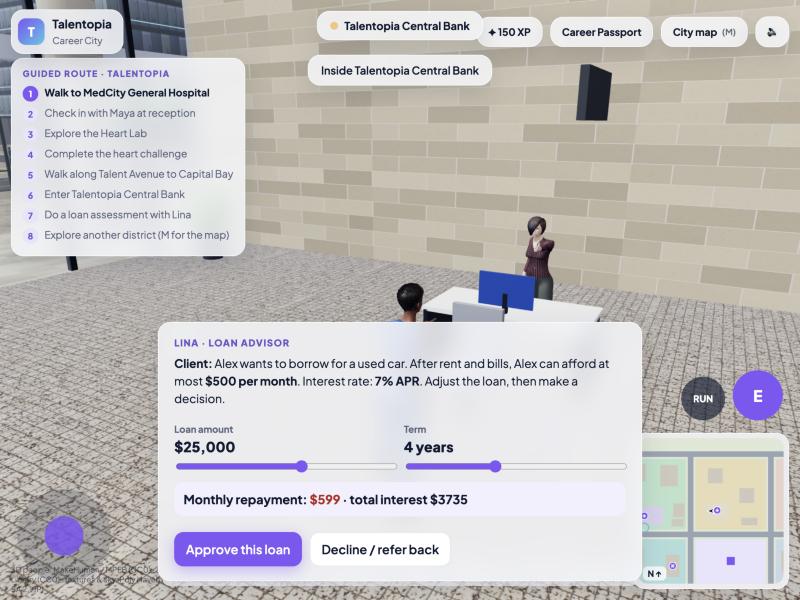 T
Talentopia
Career City
Talentopia Central Bank
✦ 150 XP
Career Passport
City map (M)
Inside Talentopia Central Bank
GUIDED ROUTE · TALENTOPIA
1 Walk to MedCity General Hospital
2 Check in with Maya at reception
3 Explore the Heart Lab
4 Complete the heart challenge
5 Walk along Talent Avenue to Capital Bay
6 Enter Talentopia Central Bank
7 Do a loan assessment with Lina
8 Explore another district (M for the map)
LINA · LOAN ADVISOR
Client: Alex wants to borrow for a used car. After rent and bills, Alex can afford at
most $500 per month. Interest rate: 7% APR. Adjust the loan, then make a
decision.
Loan amount
$25,000
Term
4 years
Monthly repayment: $599 · total interest $3735
Approve this loan
Decline / refer back
RUN
E
N ↑